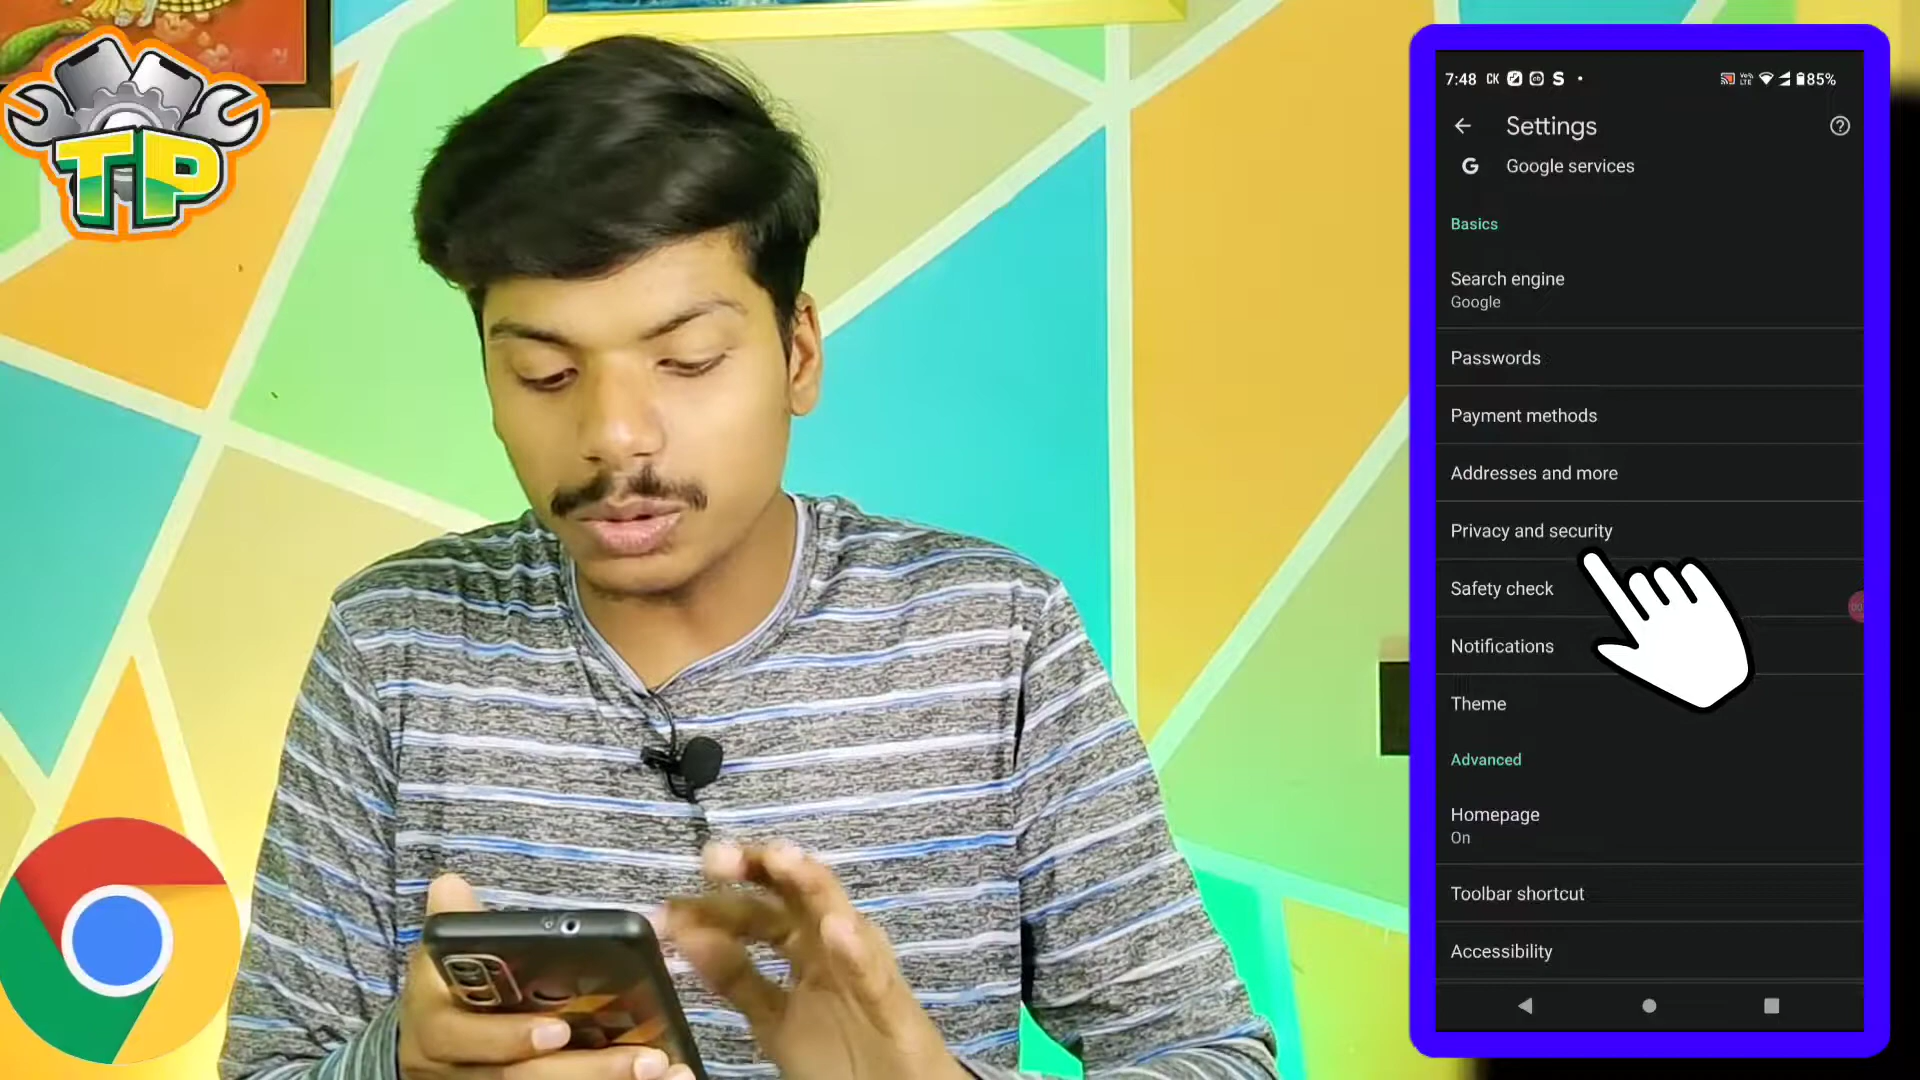 TP
7:48 CK S 85%
Settings
G Google services
Basics
Search engine
Google
Passwords
Payment methods
Addresses and more
Privacy and security
Safety check
Notifications
Theme
Advanced
Homepage
On
Toolbar shortcut
Accessibility